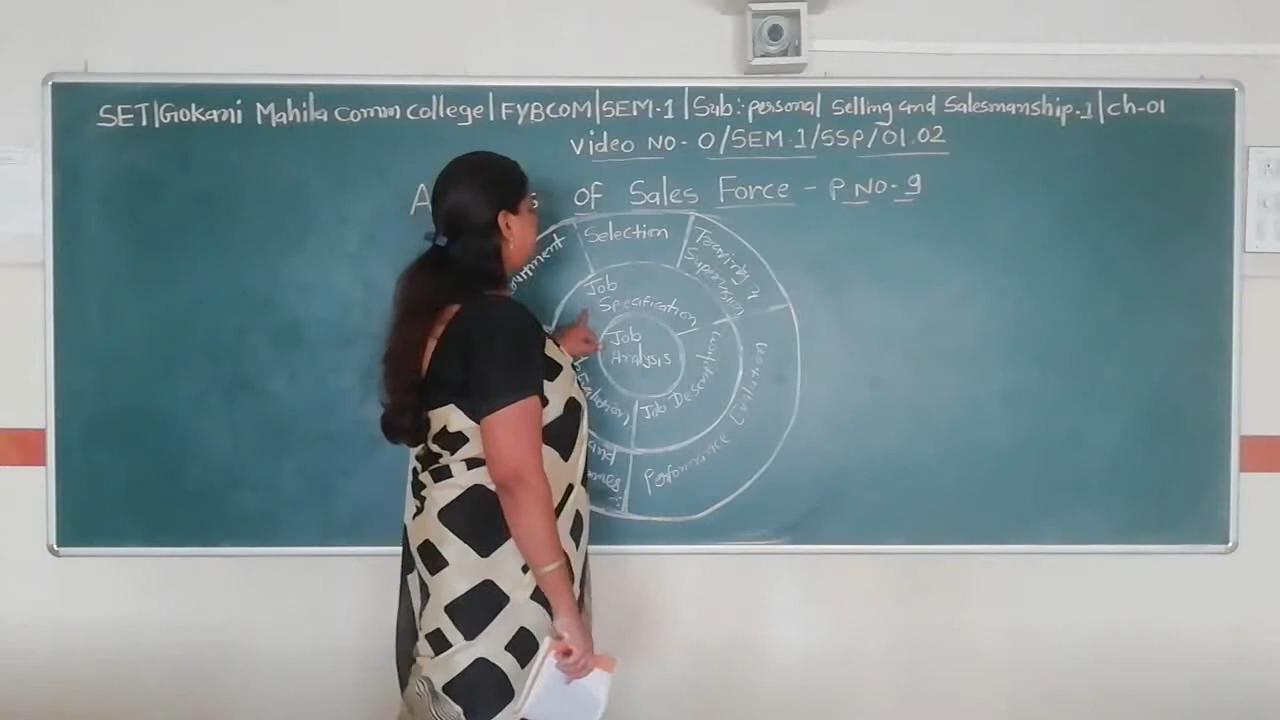 SET|Gokani Mahila Comm College|FYBCOM|SEM-1|Sub:personal Selling and Salesmanship.1|ch-01
Video NO- 0/SEM.1/SSP/01.02
of Sales Force - P NO-9
Selection
Training &
Supervision
Job
Specification
Job
Analysis
Job Description
Performance
and